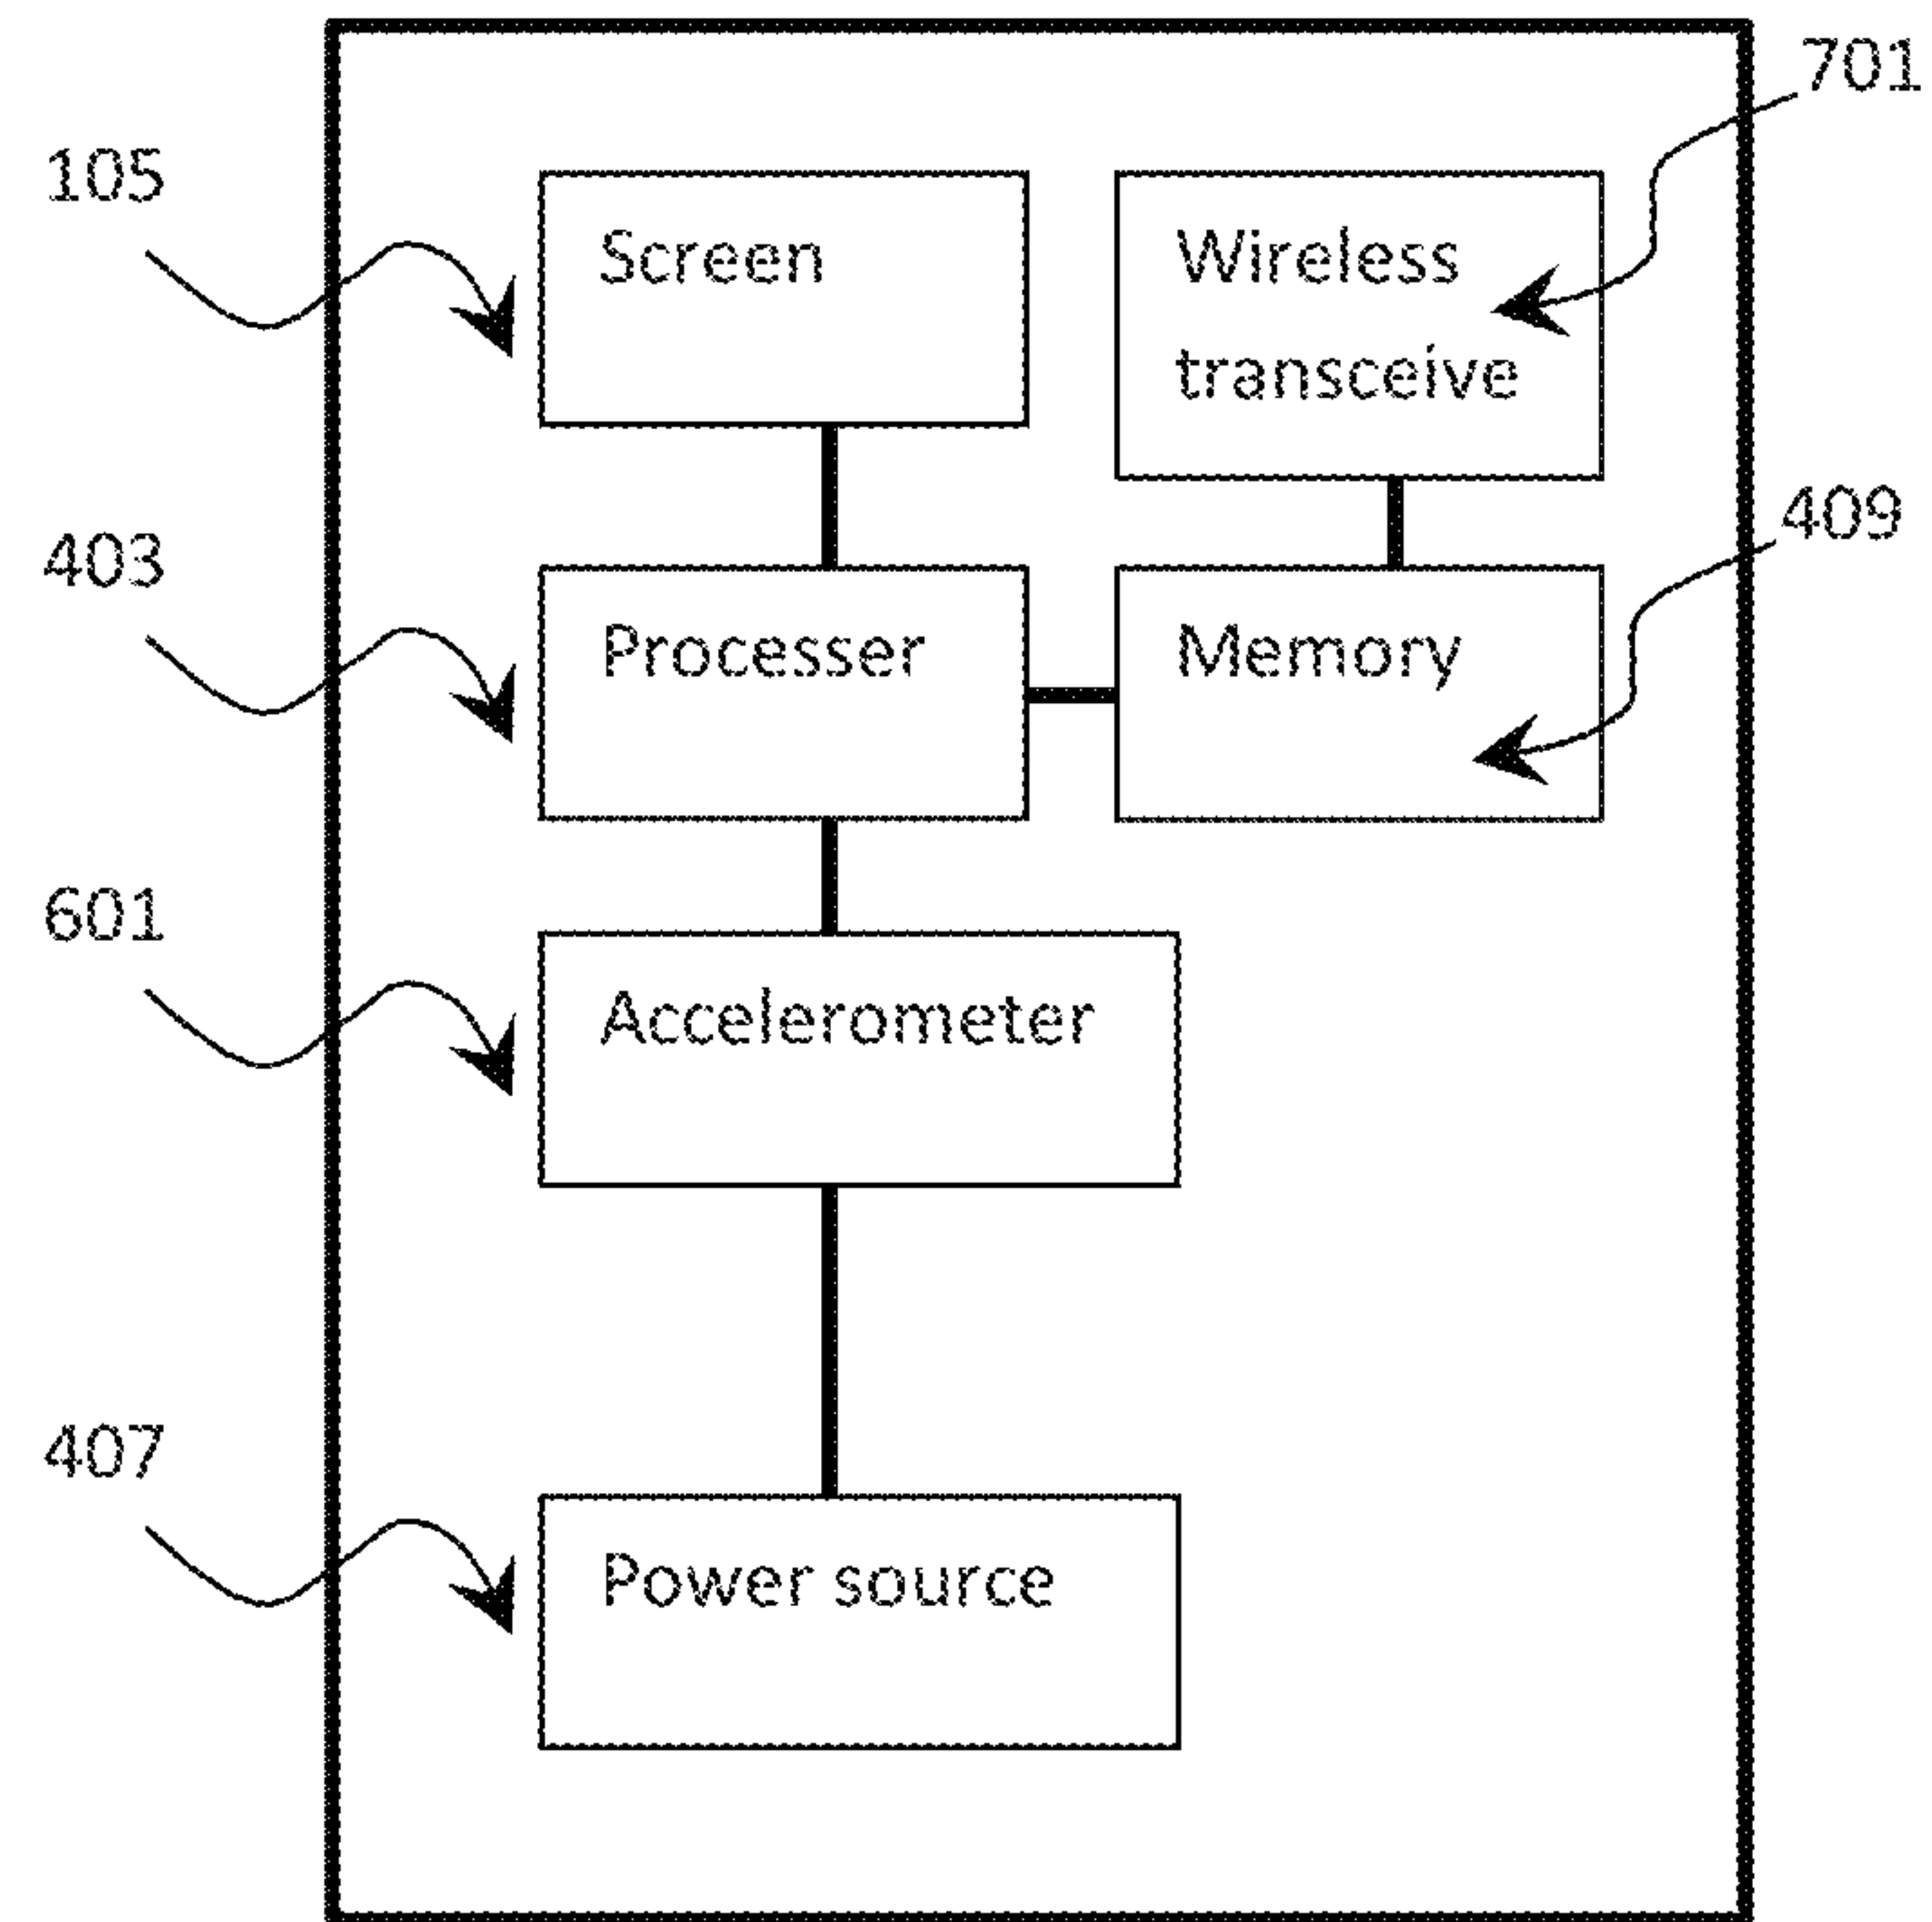 701
105
Screen
Wireless
transceive
409
403
Processer
Memory
601
Accelerometer
407
Power source